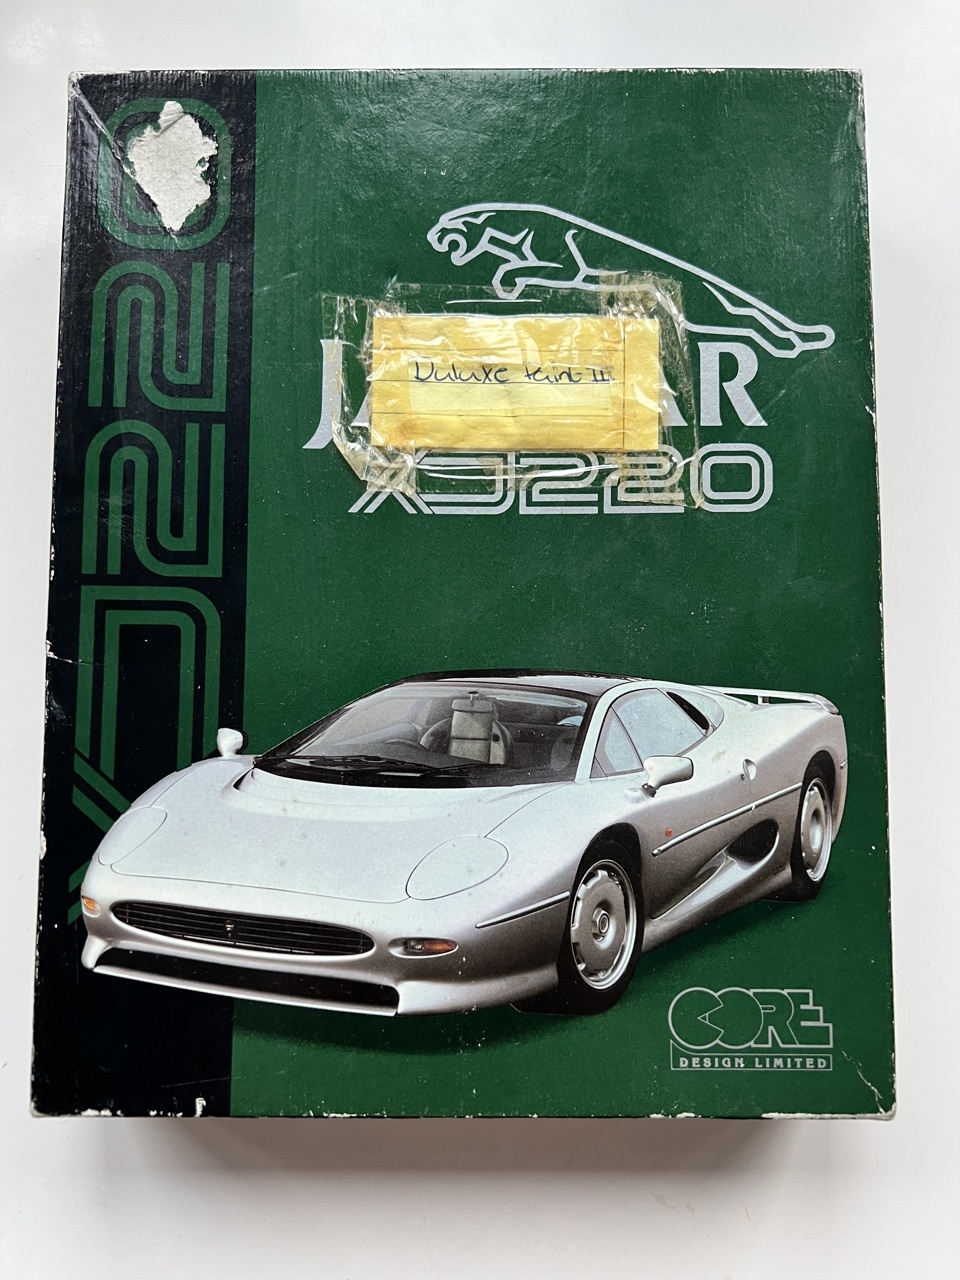 XJ220
JAGUAR
Deluxe Paint II
XJ220
CORE
DESIGN LIMITED